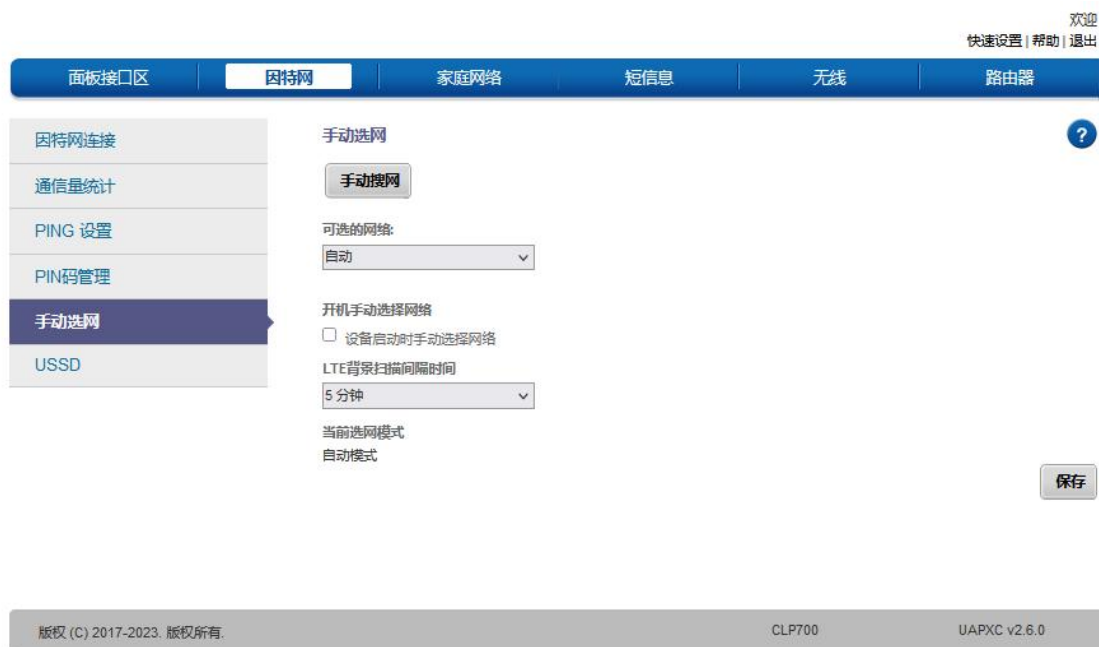 欢迎
快速设置 | 帮助 | 退出
面板接口区 因特网 家庭网络 短信息 无线 路由器
因特网连接
通信量统计
PING 设置
PIN码管理
手动选网
USSD
手动选网
?
手动搜网
可选的网络:
自动
开机手动选择网络
设备启动时手动选择网络
LTE背景扫描间隔时间
5 分钟
当前选网模式
自动模式
保存
版权 (C) 2017-2023. 版权所有. CLP700 UAPXC v2.6.0